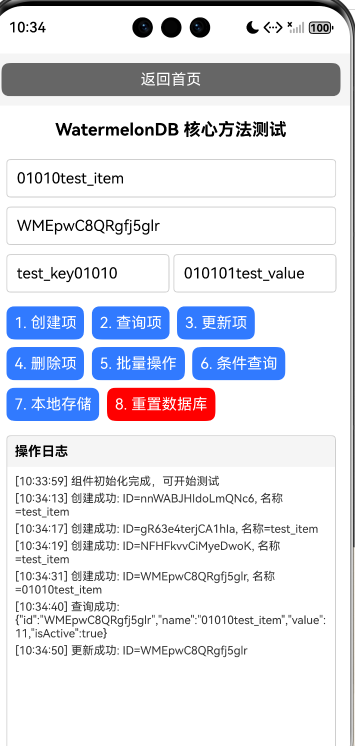 10:34
100
返回首页
WatermelonDB 核心方法测试
01010test_item
WMEpwC8QRgfj5glr
test_key01010
010101test_value
1. 创建项
2. 查询项
3. 更新项
4. 删除项
5. 批量操作
6. 条件查询
7. 本地存储
8. 重置数据库
操作日志
[10:33:59] 组件初始化完成，可开始测试
[10:34:13] 创建成功: ID=nnWABJHIdoLmQNc6, 名称
=test_item
[10:34:17] 创建成功: ID=gR63e4terjCA1hIa, 名称=test_item
[10:34:19] 创建成功: ID=NFHFkvvCiMyeDwoK, 名称
=test_item
[10:34:31] 创建成功: ID=WMEpwC8QRgfj5glr, 名称
=01010test_item
[10:34:40] 查询成功:
{"id":"WMEpwC8QRgfj5glr","name":"01010test_item","value":
11,"isActive":true}
[10:34:50] 更新成功: ID=WMEpwC8QRgfj5glr